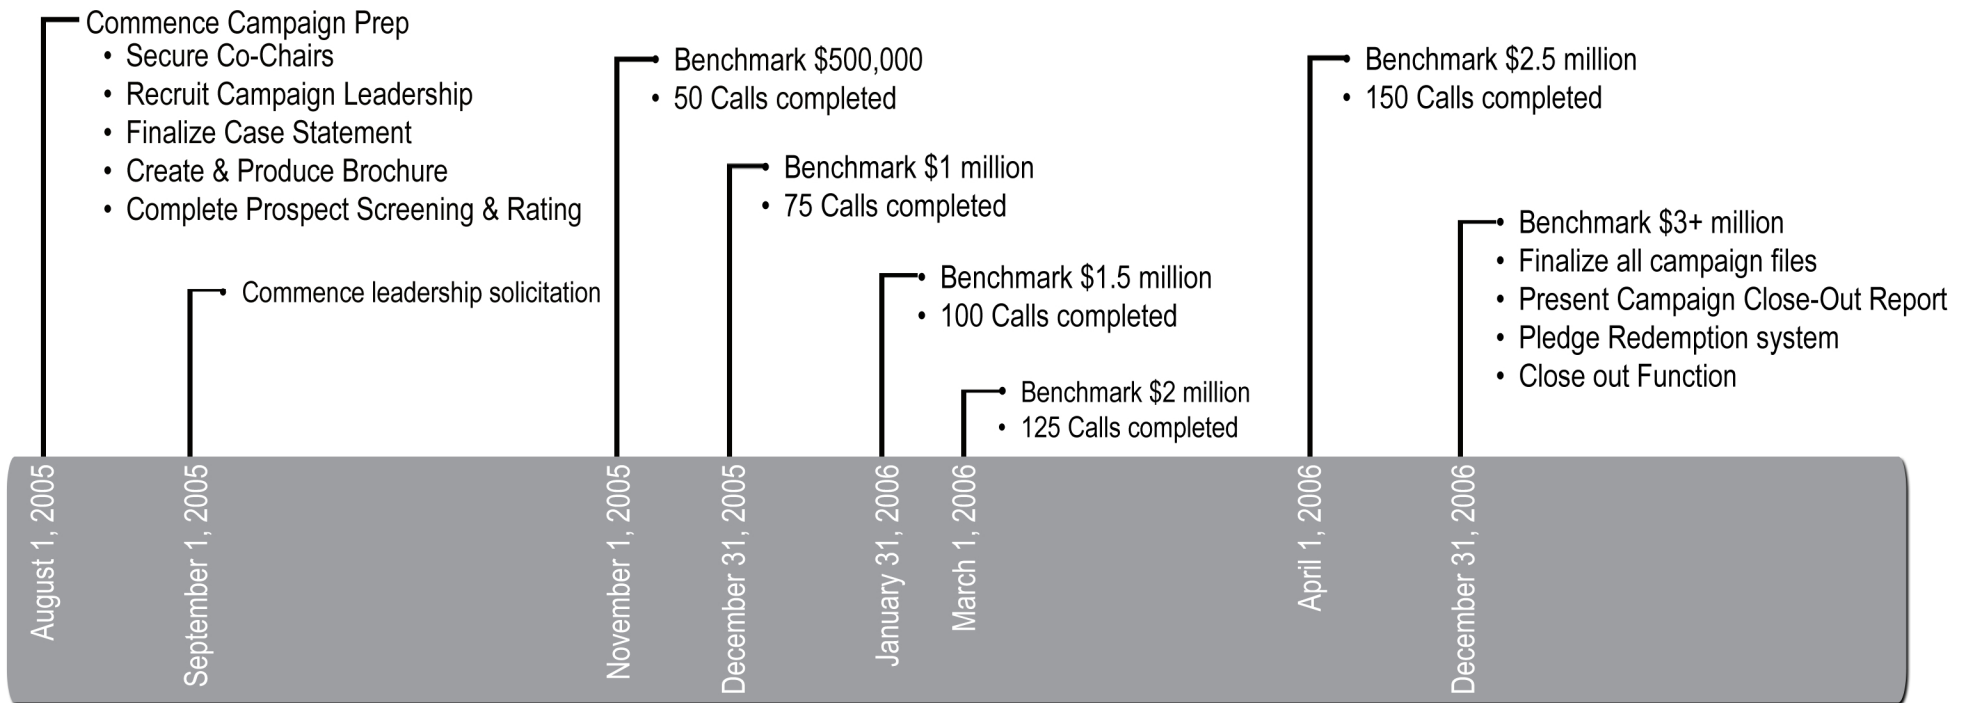 Commence Campaign Prep
• Secure Co-Chairs
• Recruit Campaign Leadership
• Finalize Case Statement
• Create & Produce Brochure
• Complete Prospect Screening & Rating
• Commence leadership solicitation
• Benchmark $500,000
• 50 Calls completed
• Benchmark $1 million
• 75 Calls completed
• Benchmark $1.5 million
• 100 Calls completed
• Benchmark $2 million
• 125 Calls completed
• Benchmark $2.5 million
• 150 Calls completed
• Benchmark $3+ million
• Finalize all campaign files
• Present Campaign Close-Out Report
• Pledge Redemption system
• Close out Function
August 1, 2005
September 1, 2005
November 1, 2005
December 31, 2005
January 31, 2006
March 1, 2006
April 1, 2006
December 31, 2006